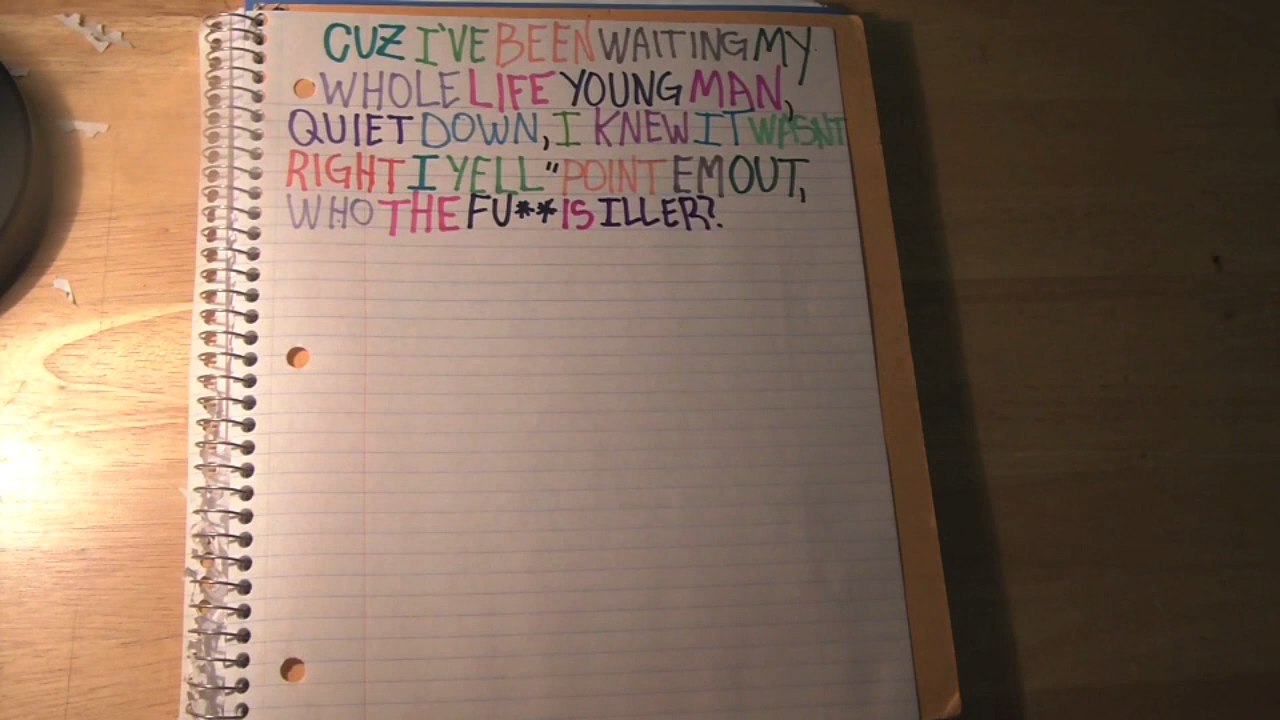 CUZ I'VE BEEN WAITING MY
WHOLE LIFE YOUNG MAN,
QUIET DOWN, I KNEW IT WASNT
RIGHT I YELL "POINT EM OUT,
WHO THE FU** IS ILLER?